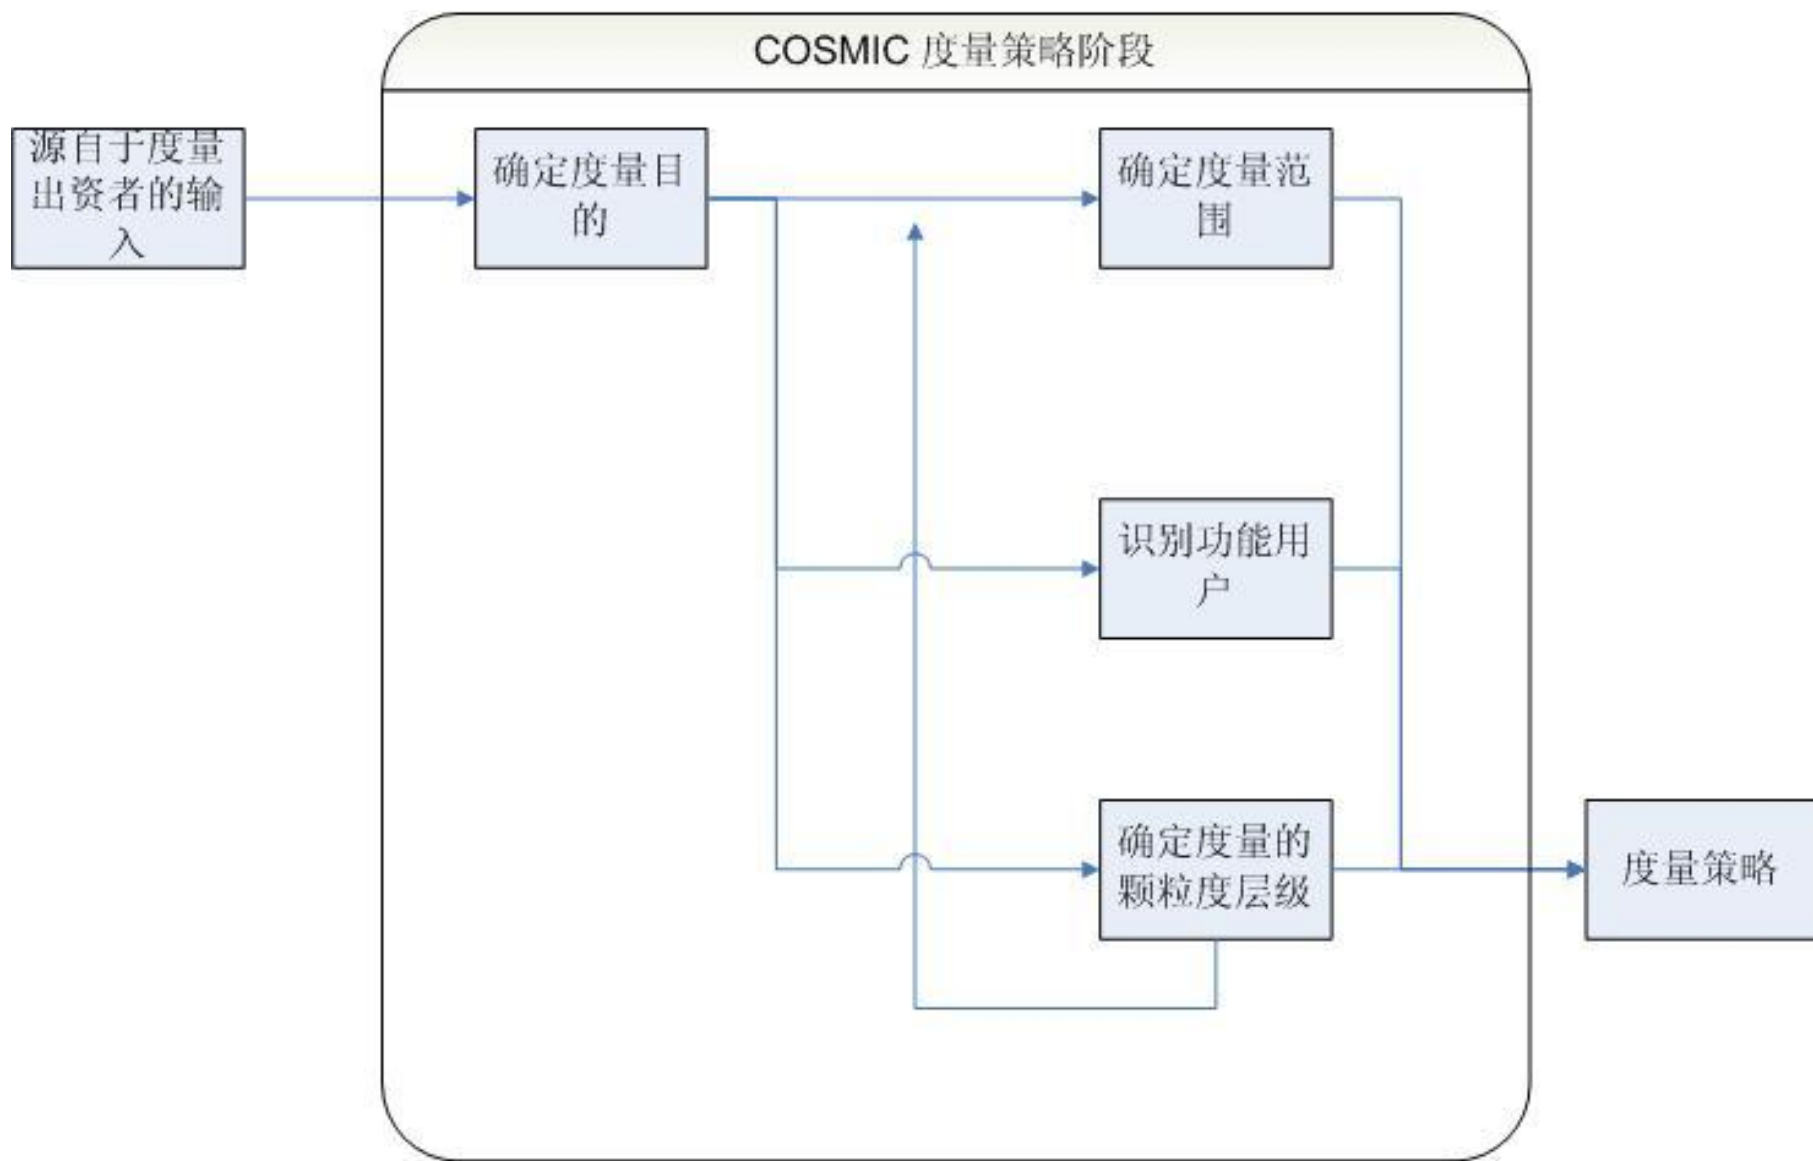 COSMIC 度量策略阶段
源自于度量
出资者的输
入
确定度量目
的
确定度量范
围
识别功能用
户
确定度量的
颗粒度层级
度量策略